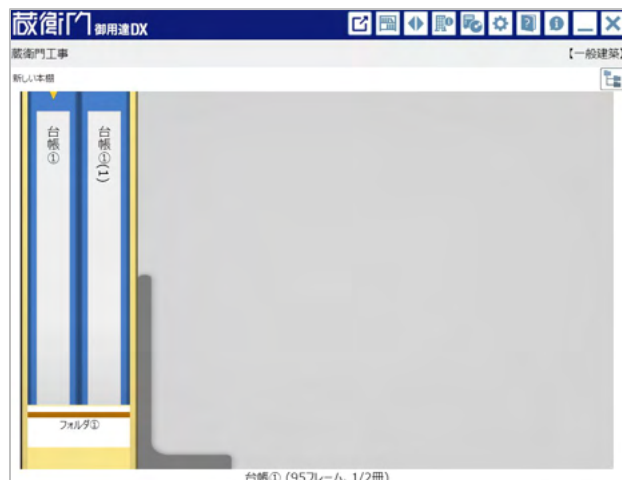 蔵衛門御用達DX
蔵衛門工事
【一般建築】
新しい本棚
台帳①
台帳①(1)
フォルダ①
台帳① (95フレーム, 1/2冊)